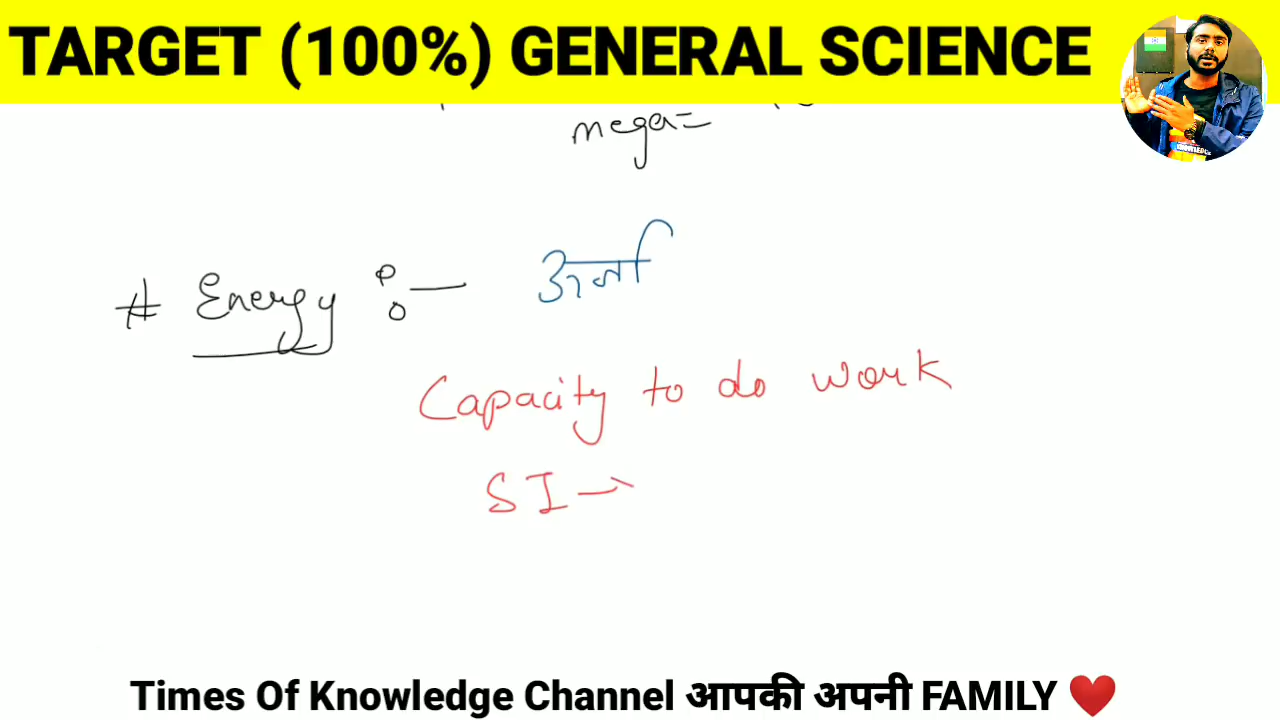 TARGET (100%) GENERAL SCIENCE
mega=
# Energy :— ऊर्जा
Capacity to do work
SI →
Times Of Knowledge Channel आपकी अपनी FAMILY ❤️